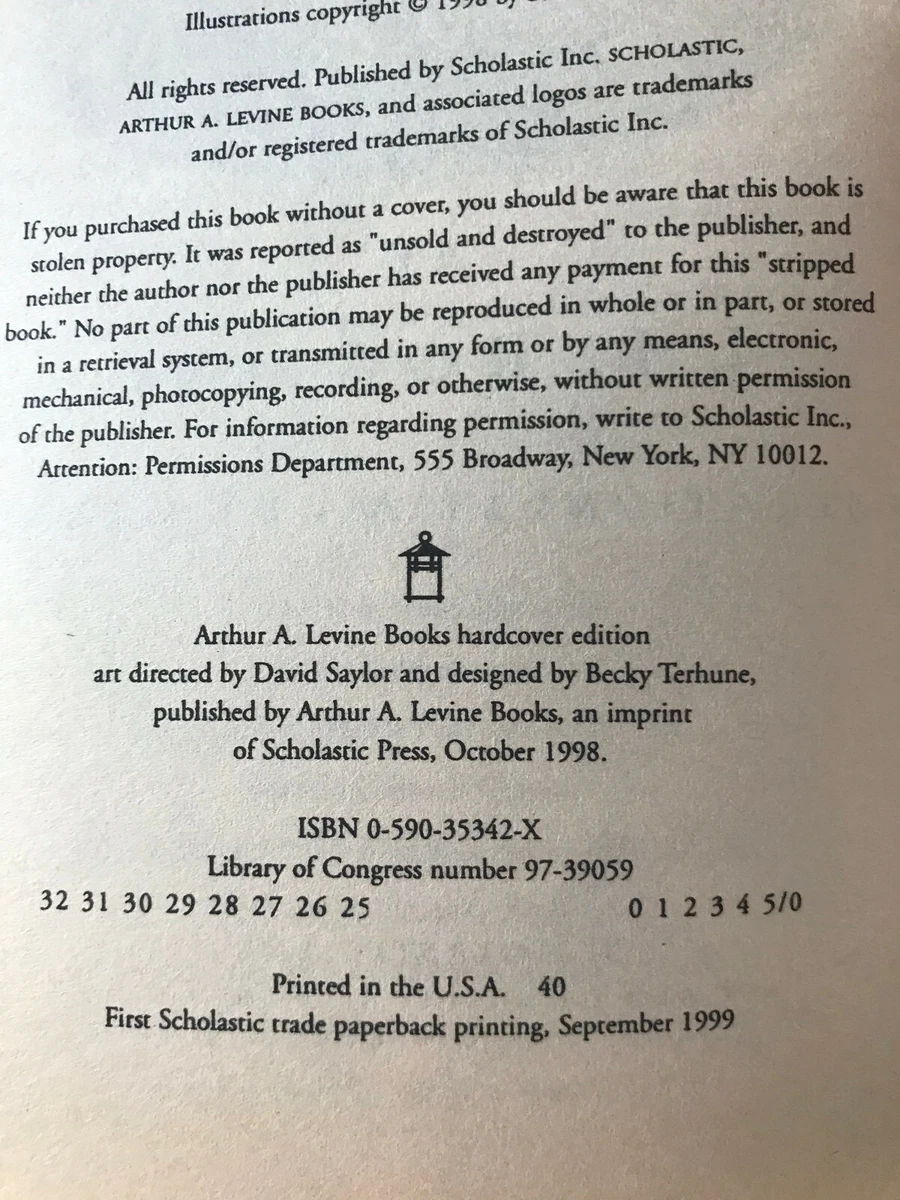 Illustrations copyright ©
All rights reserved. Published by Scholastic Inc. SCHOLASTIC,
ARTHUR A. LEVINE BOOKS, and associated logos are trademarks
and/or registered trademarks of Scholastic Inc.
If you purchased this book without a cover, you should be aware that this book is
stolen property. It was reported as "unsold and destroyed" to the publisher, and
neither the author nor the publisher has received any payment for this "stripped
book." No part of this publication may be reproduced in whole or in part, or stored
in a retrieval system, or transmitted in any form or by any means, electronic,
mechanical, photocopying, recording, or otherwise, without written permission
of the publisher. For information regarding permission, write to Scholastic Inc.,
Attention: Permissions Department, 555 Broadway, New York, NY 10012.
Arthur A. Levine Books hardcover edition
art directed by David Saylor and designed by Becky Terhune,
published by Arthur A. Levine Books, an imprint
of Scholastic Press, October 1998.
ISBN 0-590-35342-X
Library of Congress number 97-39059
32 31 30 29 28 27 26 25 0 1 2 3 4 5/0
Printed in the U.S.A. 40
First Scholastic trade paperback printing, September 1999